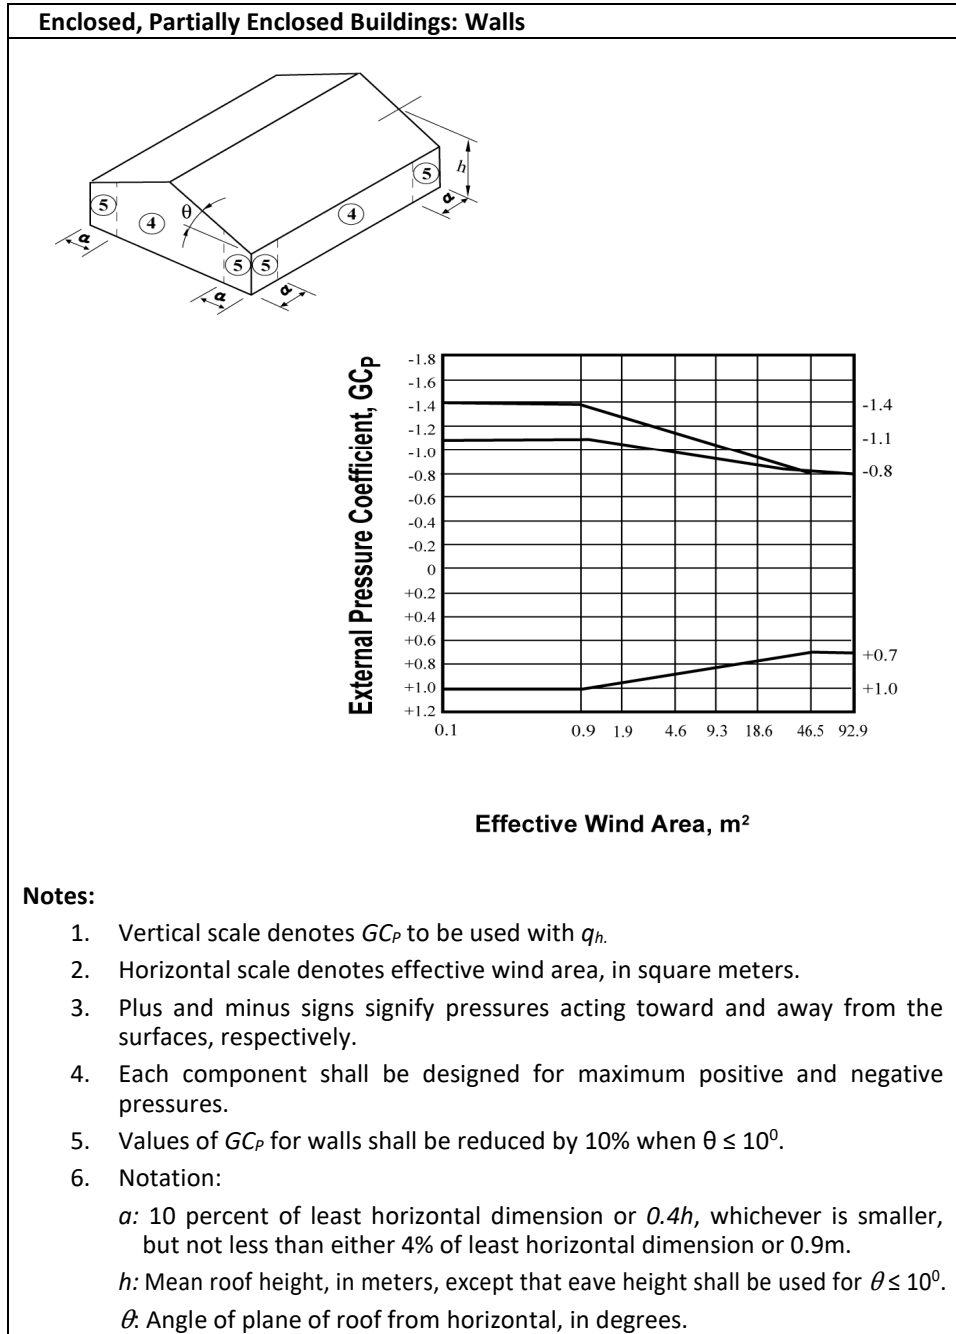 Enclosed, Partially Enclosed Buildings: Walls
5
4
θ
5
5
4
5
h
a
a
a
a
External Pressure Coefficient, GCP
-1.8
-1.6
-1.4
-1.2
-1.0
-0.8
-0.6
-0.4
-0.2
0
+0.2
+0.4
+0.6
+0.8
+1.0
+1.2
-1.4
-1.1
-0.8
+0.7
+1.0
0.1 0.9 1.9 4.6 9.3 18.6 46.5 92.9
Effective Wind Area, m²
Notes:
1. Vertical scale denotes GCP to be used with qh.
2. Horizontal scale denotes effective wind area, in square meters.
3. Plus and minus signs signify pressures acting toward and away from the
surfaces, respectively.
4. Each component shall be designed for maximum positive and negative
pressures.
5. Values of GCP for walls shall be reduced by 10% when θ ≤ 10⁰.
6. Notation:
a: 10 percent of least horizontal dimension or 0.4h, whichever is smaller,
but not less than either 4% of least horizontal dimension or 0.9m.
h: Mean roof height, in meters, except that eave height shall be used for θ ≤ 10⁰.
θ: Angle of plane of roof from horizontal, in degrees.